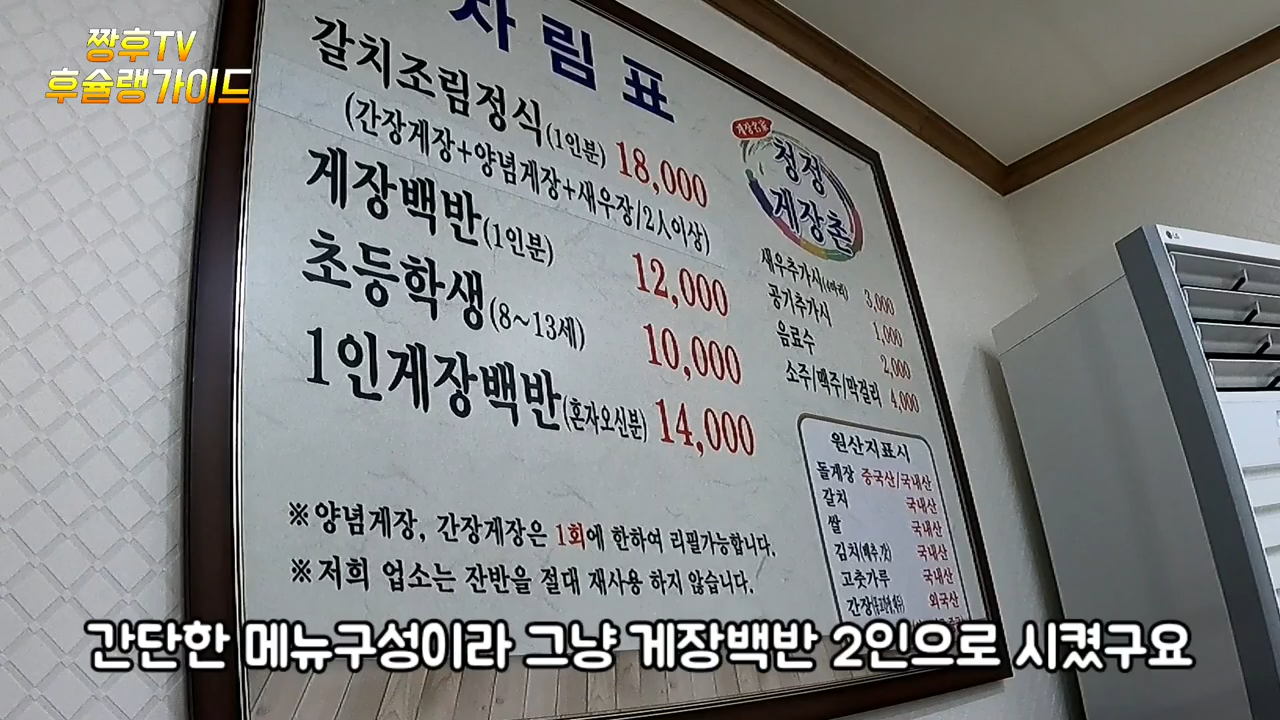 짱후TV
후슐랭가이드
차림표
갈치조림정식(1인분) 18,000
(간장게장+양념게장+새우장/2人이상)
게장백반(1인분) 12,000
초등학생(8~13세) 10,000
1인게장백반(혼자오신분) 14,000
※양념게장, 간장게장은 1회에 한하여 리필가능합니다.
※저희 업소는 잔반을 절대 재사용 하지 않습니다.
청정
게장촌
새우추가시(4마리) 3,000
공기추가시 1,000
음료수 2,000
소주/맥주/막걸리 4,000
원산지표시
돌게장 중국산/국내산
갈치 국내산
쌀 국내산
김치(배추,갓) 국내산
고추가루 국내산
간장 외국산
LG
간단한 메뉴구성이라 그냥 게장백반 2인으로 시켰구요